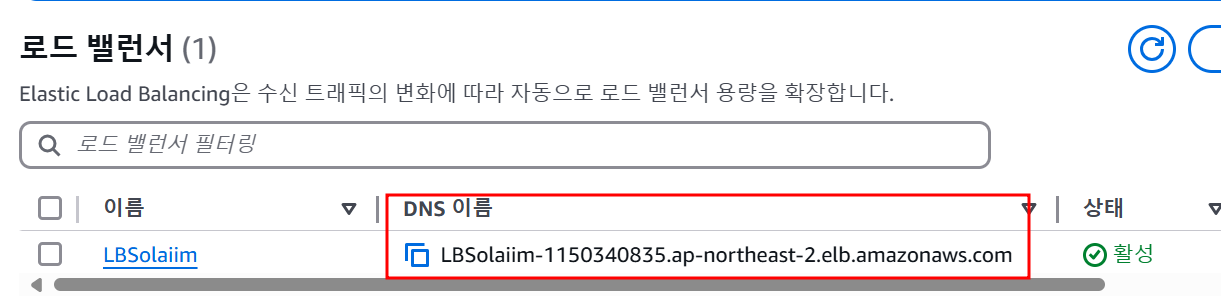 로드 밸런서 (1)
Elastic Load Balancing은 수신 트래픽의 변화에 따라 자동으로 로드 밸런서 용량을 확장합니다.
로드 밸런서 필터링
이름 DNS 이름 상태
LBSolaiim LBSolaiim-1150340835.ap-northeast-2.elb.amazonaws.com 활성